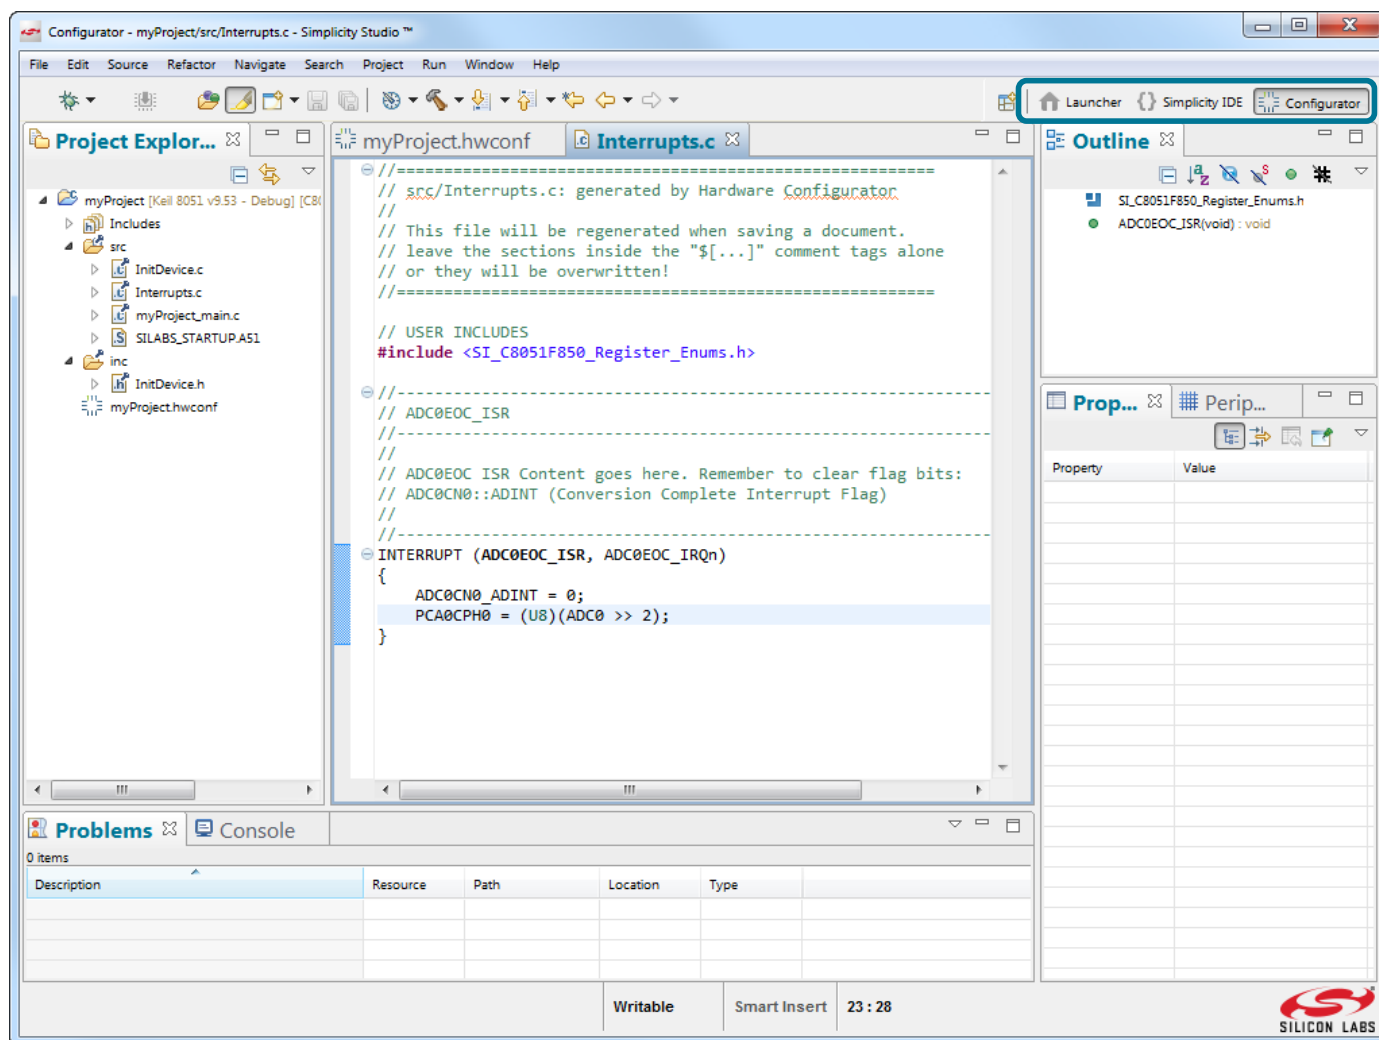 Configurator - myProject/src/Interrupts.c - Simplicity Studio ™
File Edit Source Refactor Navigate Search Project Run Window Help
Launcher Simplicity IDE Configurator
Project Explor...
myProject [Keil 8051 v9.53 - Debug] [C80
Includes
src
InitDevice.c
Interrupts.c
myProject_main.c
SILABS_STARTUP.A51
inc
InitDevice.h
myProject.hwconf
myProject.hwconf Interrupts.c
//=========================================================
// src/Interrupts.c: generated by Hardware Configurator
//
// This file will be regenerated when saving a document.
// leave the sections inside the "$[...]" comment tags alone
// or they will be overwritten!
//=========================================================
// USER INCLUDES
#include <SI_C8051F850_Register_Enums.h>
//---------------------------------------------------------------
// ADC0EOC_ISR
//---------------------------------------------------------------
//
// ADC0EOC ISR Content goes here. Remember to clear flag bits:
// ADC0CN0::ADINT (Conversion Complete Interrupt Flag)
//
//---------------------------------------------------------------
INTERRUPT (ADC0EOC_ISR, ADC0EOC_IRQn)
{
ADC0CN0_ADINT = 0;
PCA0CPH0 = (U8)(ADC0 >> 2);
}
Outline
SI_C8051F850_Register_Enums.h
ADC0EOC_ISR(void) : void
Prop... Perip...
Property Value
Problems Console
0 items
Description Resource Path Location Type
Writable Smart Insert 23 : 28
SILICON LABS